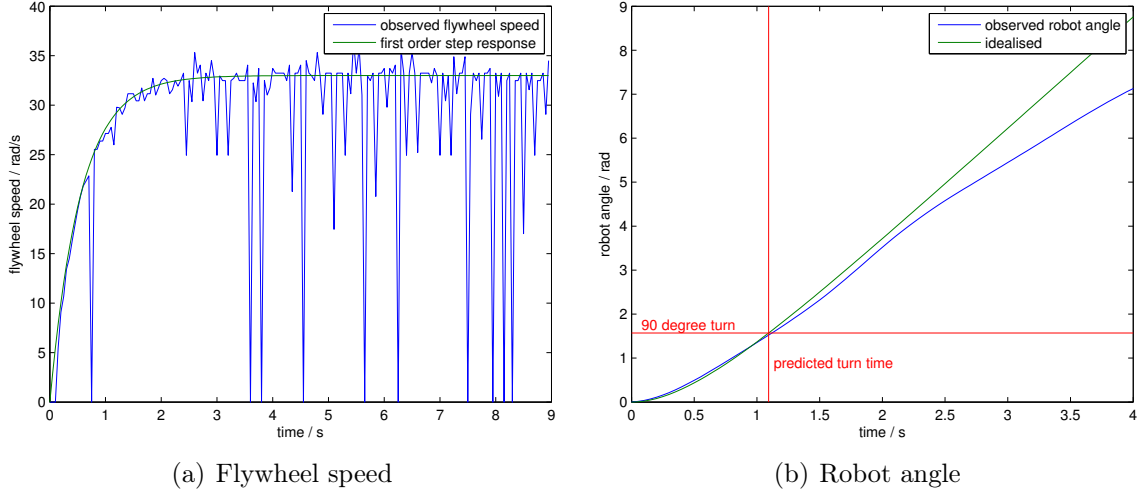 40
35
30
25
20
15
10
5
0
flywheel speed / rad/s
observed flywheel speed
first order step response
0 1 2 3 4 5 6 7 8 9
time / s
(a) Flywheel speed
9
8
7
6
5
4
3
2
1
0
robot angle / rad
observed robot angle
idealised
90 degree turn
predicted turn time
0 0.5 1 1.5 2 2.5 3 3.5 4
time / s
(b) Robot angle